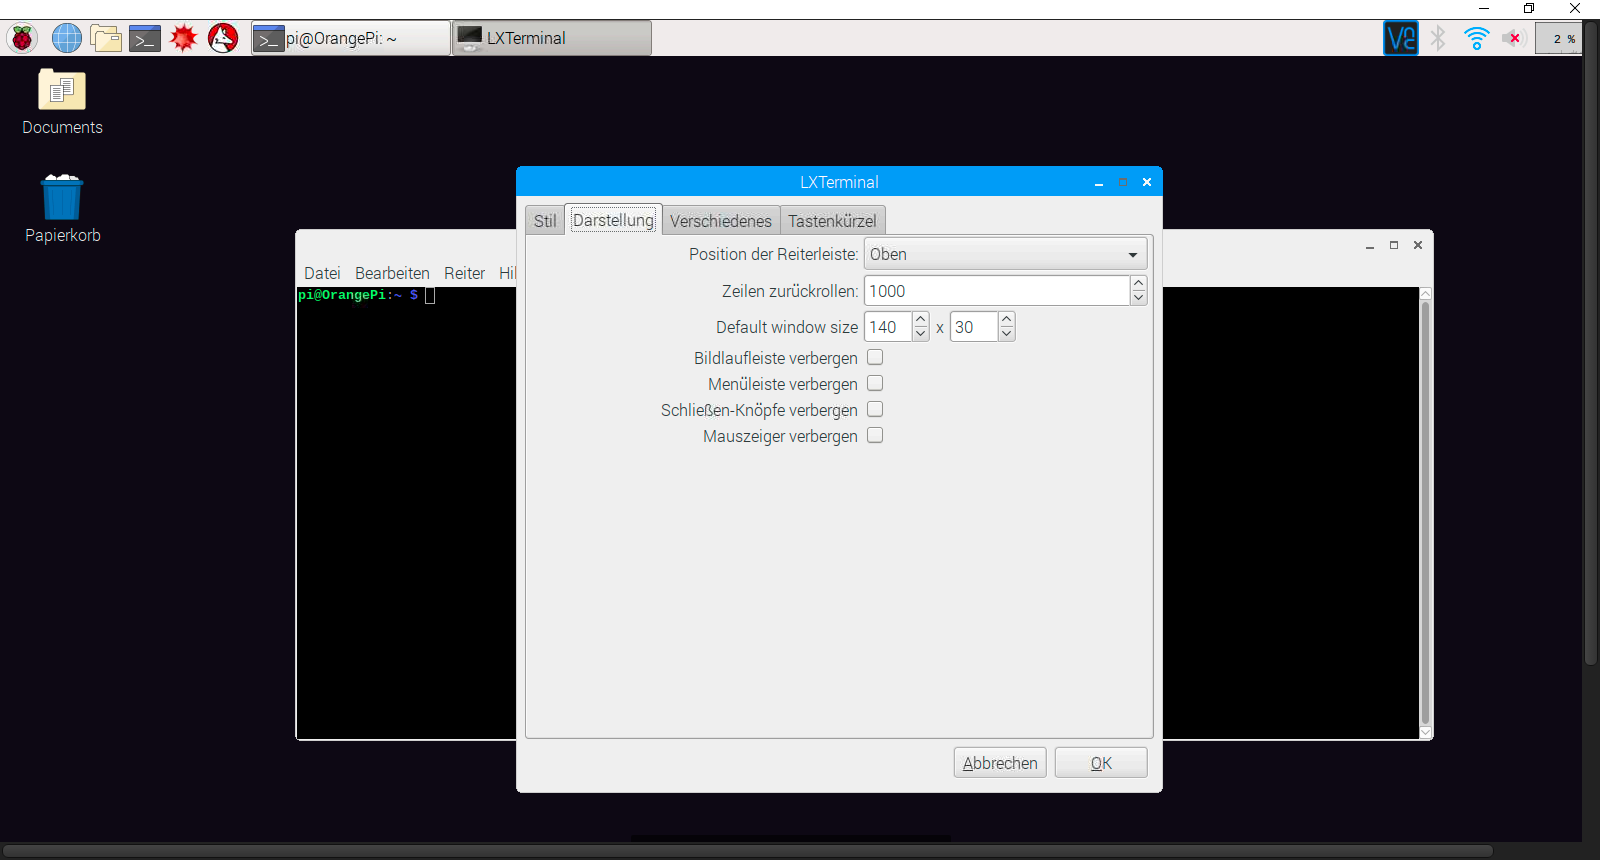 pi@OrangePi: ~
LXTerminal
2 %
Documents
Papierkorb
Datei Bearbeiten Reiter
pi@OrangePi:~ $
LXTerminal
Stil Darstellung Verschiedenes Tastenkürzel
Position der Reiterleiste: Oben
Zeilen zurückrollen: 1000
Default window size 140 x 30
Bildlaufleiste verbergen
Menüleiste verbergen
Schließen-Knöpfe verbergen
Mauszeiger verbergen
Abbrechen OK